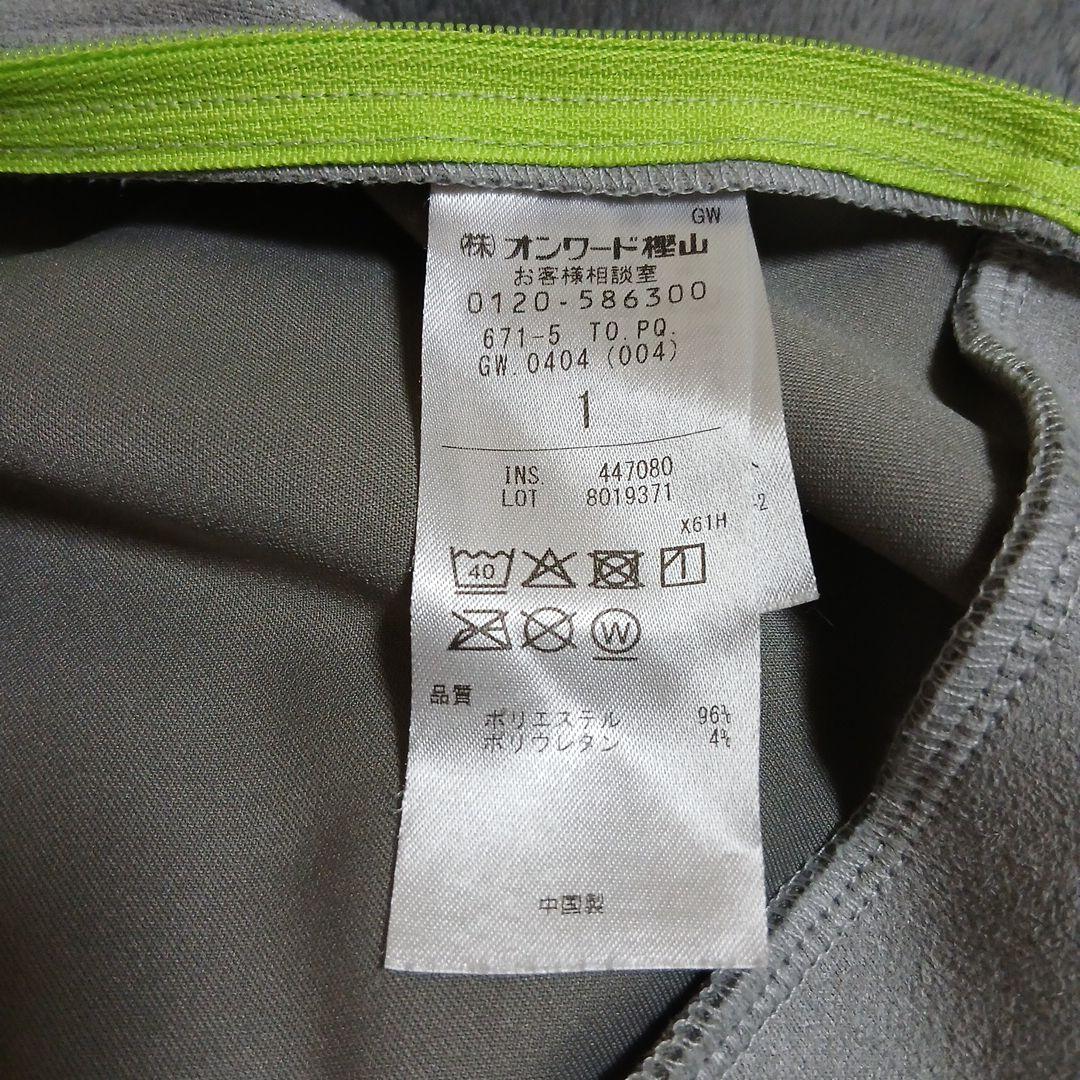 GW
㈱オンワード樫山
お客様相談室
0120-586300
671-5 TO.PQ.
GW.0404 (004)
1
INS 447080
LOT 8019371
-2
X61H
40
W
品質
ポリエステル 96%
ポリウレタン 4%
中国製